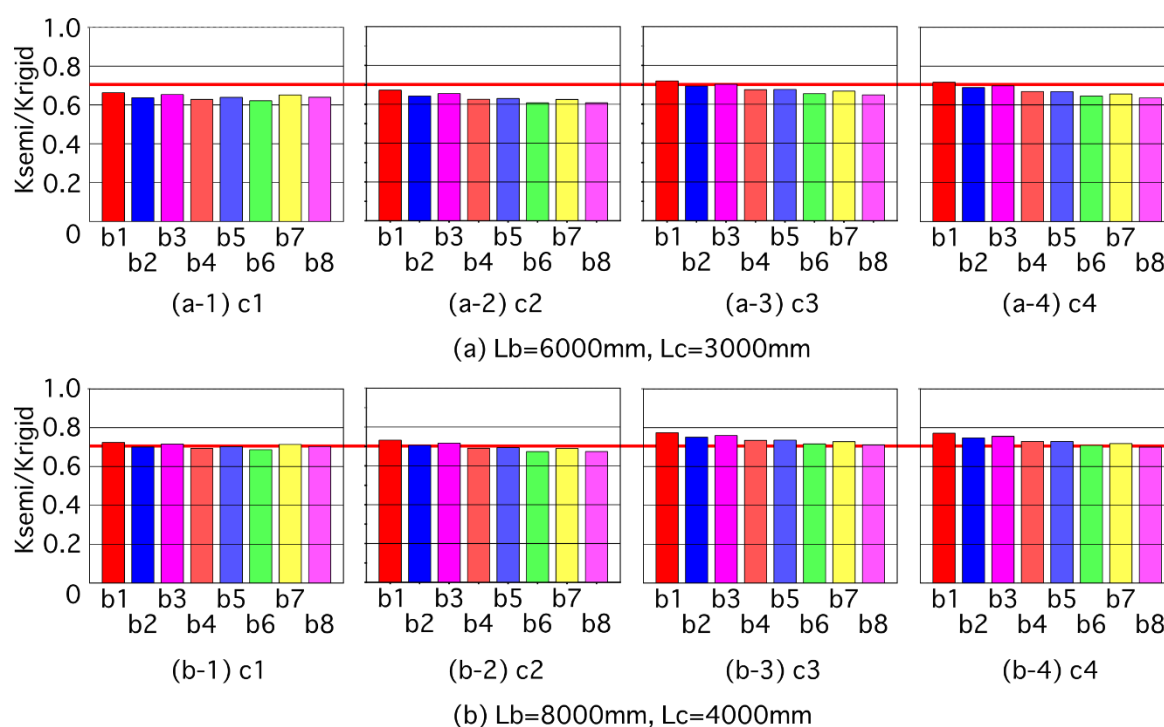 Ksemi/Krigid
1.0
0.8
0.6
0.4
0.2
0
b1 b3 b5 b7 b1 b3 b5 b7 b1 b3 b5 b7 b1 b3 b5 b7
b2 b4 b6 b8 b2 b4 b6 b8 b2 b4 b6 b8 b2 b4 b6 b8
(a-1) c1 (a-2) c2 (a-3) c3 (a-4) c4
(a) Lb=6000mm, Lc=3000mm
Ksemi/Krigid
1.0
0.8
0.6
0.4
0.2
0
b1 b3 b5 b7 b1 b3 b5 b7 b1 b3 b5 b7 b1 b3 b5 b7
b2 b4 b6 b8 b2 b4 b6 b8 b2 b4 b6 b8 b2 b4 b6 b8
(b-1) c1 (b-2) c2 (b-3) c3 (b-4) c4
(b) Lb=8000mm, Lc=4000mm